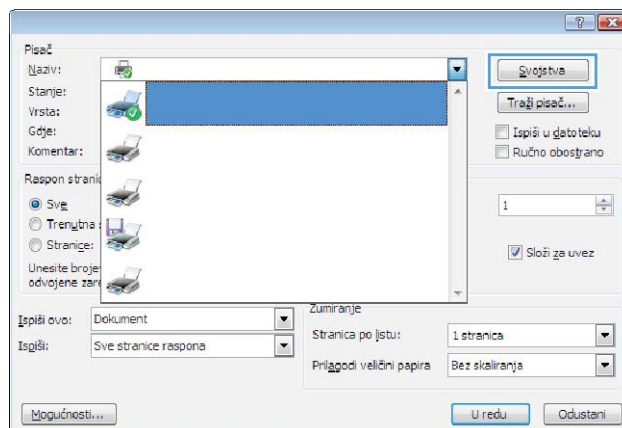 Pisač
Naziv:
Svojstva
Stanje:
Traži pisač...
Vrsta:
Gdje:
Ispiši u datoteku
Komentar:
Ručno obostrano
Raspon strani
Sve
1
Trenutna s
Stranice:
Složi za uvez
Unesite broje
odvojene zare
Zumiranje
Ispiši ovo: Dokument
Stranica po listu: 1 stranica
Ispiši: Sve stranice raspona
Prilagodi veličini papira Bez skaliranja
Mogućnosti...
U redu
Odustani